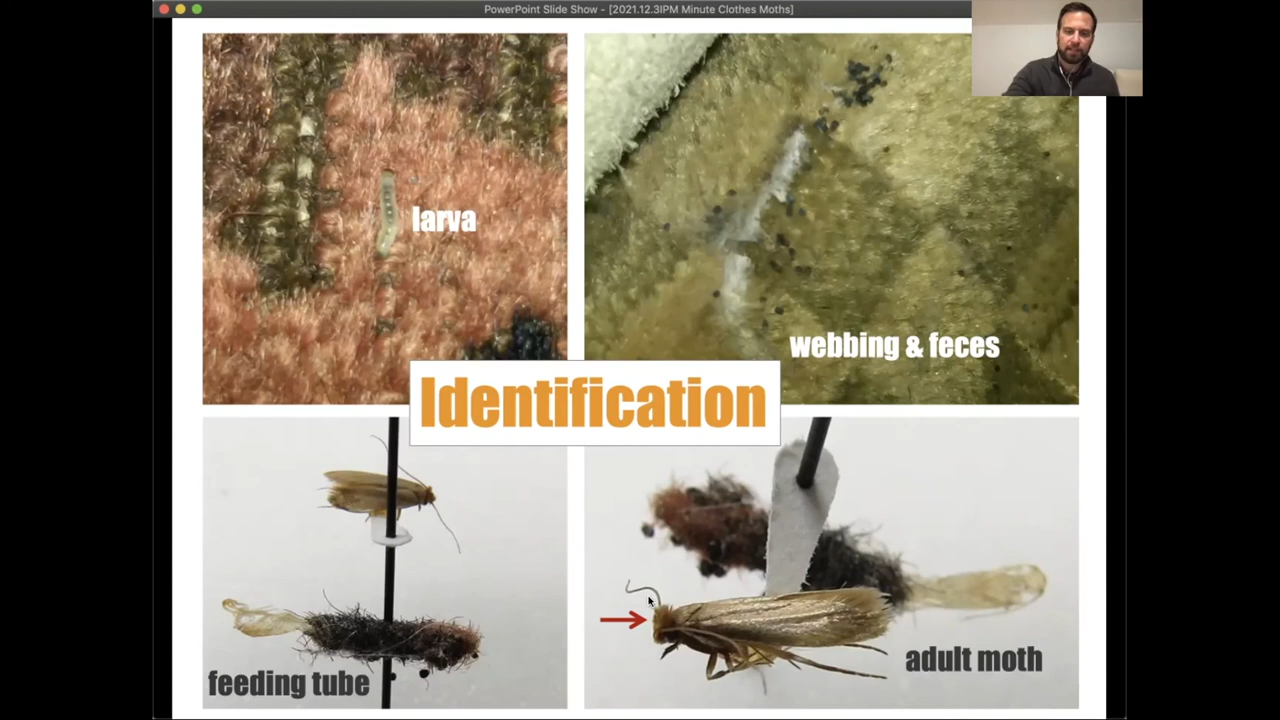 PowerPoint Slide Show - [2021.12.3IPM Minute Clothes Moths]
larva
webbing & feces
Identification
feeding tube
adult moth